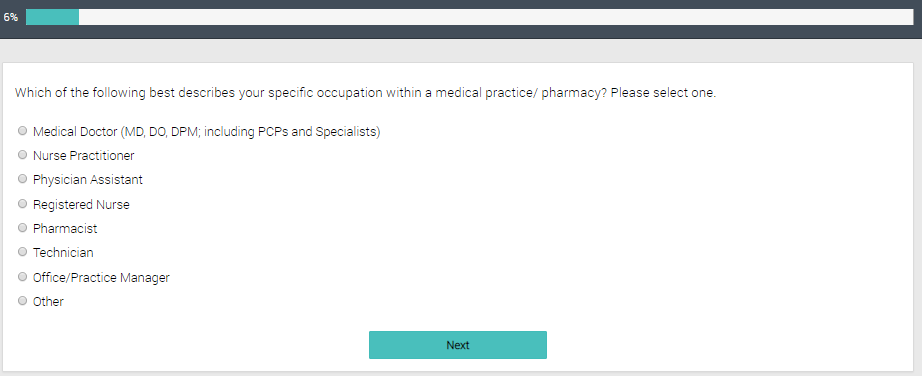 6%
Which of the following best describes your specific occupation within a medical practice/ pharmacy? Please select one.
Medical Doctor (MD, DO, DPM; including PCPs and Specialists)
Nurse Practitioner
Physician Assistant
Registered Nurse
Pharmacist
Technician
Office/Practice Manager
Other
Next